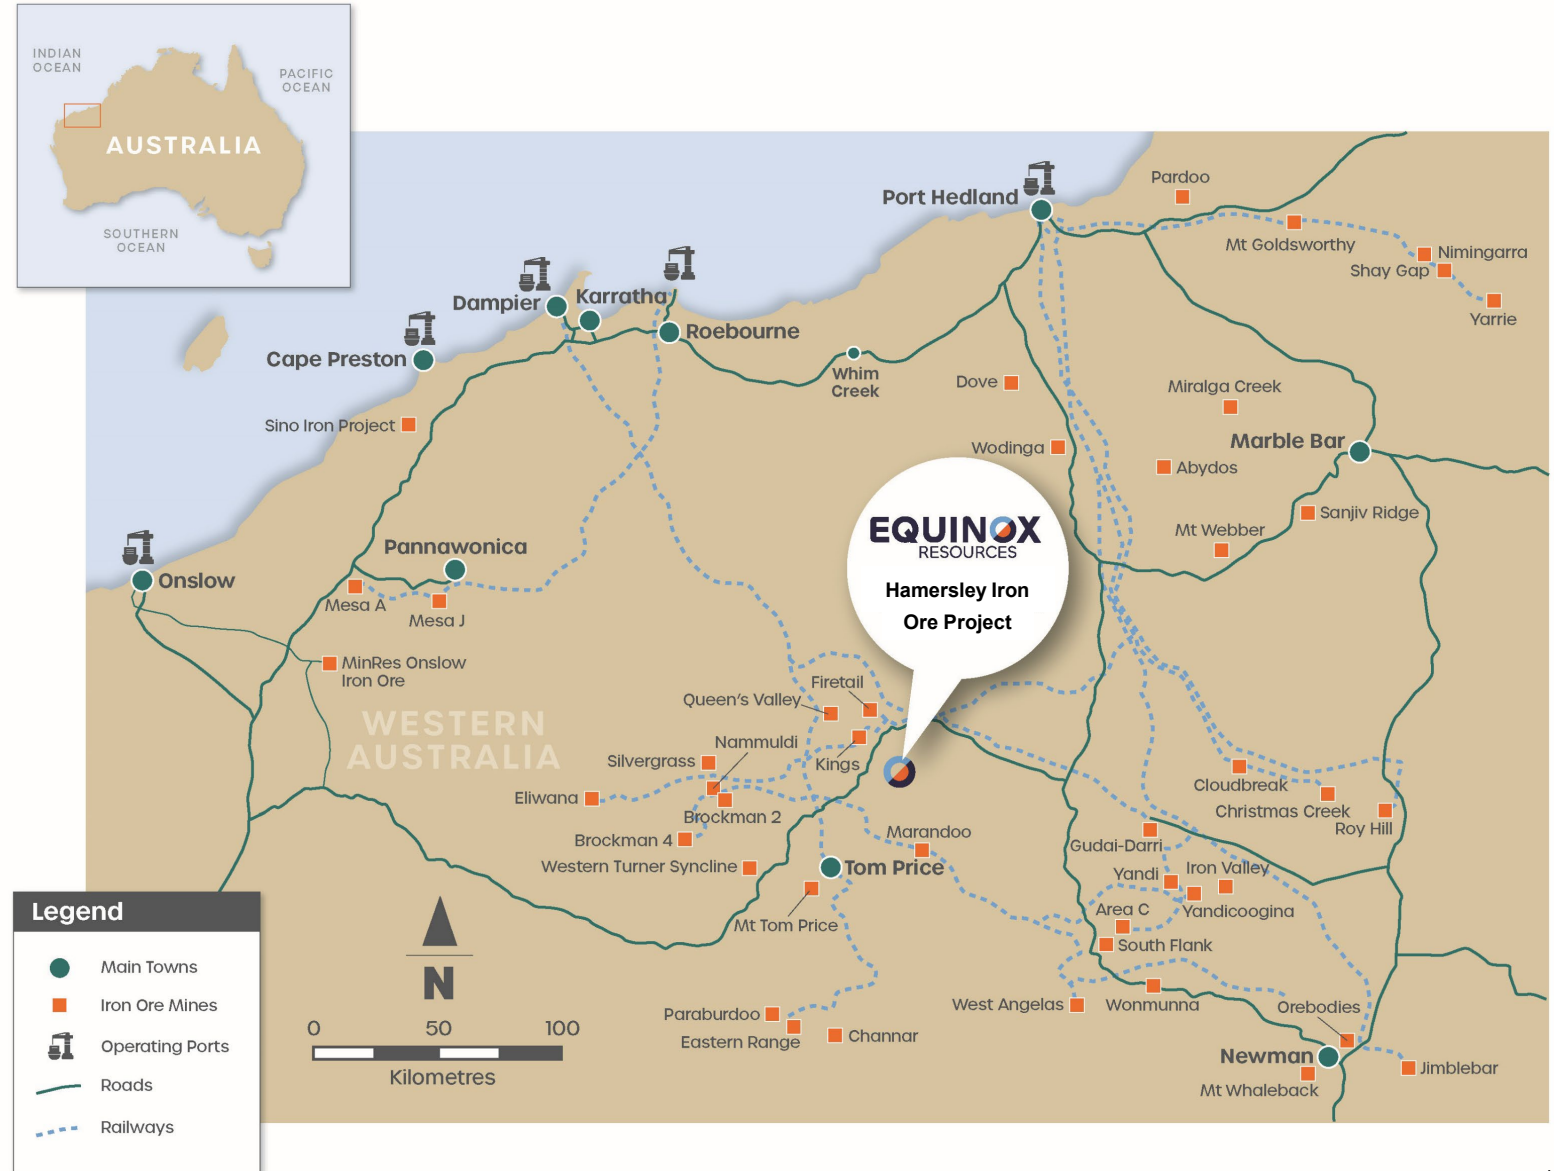 INDIAN
OCEAN
PACIFIC
OCEAN
AUSTRALIA
SOUTHERN
OCEAN
Port Hedland
Pardoo
Mt Goldsworthy
Nimingarra
Shay Gap
Yarrie
Dampier
Karratha
Roebourne
Cape Preston
Whim
Creek
Sino Iron Project
Dove
Miralga Creek
Wodinga
Marble Bar
Abydos
Sanjiv Ridge
Mt Webber
EQUINOX
RESOURCES
Hamersley Iron
Ore Project
Pannawonica
Onslow
Mesa A
Mesa J
MinRes Onslow
Iron Ore
WESTERN
AUSTRALIA
Firetail
Queen's Valley
Nammuldi
Silvergrass
Kings
Eliwana
Brockman 2
Brockman 4
Western Turner Syncline
Marandoo
Tom Price
Mt Tom Price
Cloudbreak
Christmas Creek
Roy Hill
Gudai-Darri
Yandi
Iron Valley
Yandicoogina
Area C
South Flank
West Angelas
Wonmunna
Orebodies
Newman
Jimblebar
Mt Whaleback
Paraburdoo
Eastern Range
Channar
N
0 50 100
Kilometres
Legend
Main Towns
Iron Ore Mines
Operating Ports
Roads
Railways